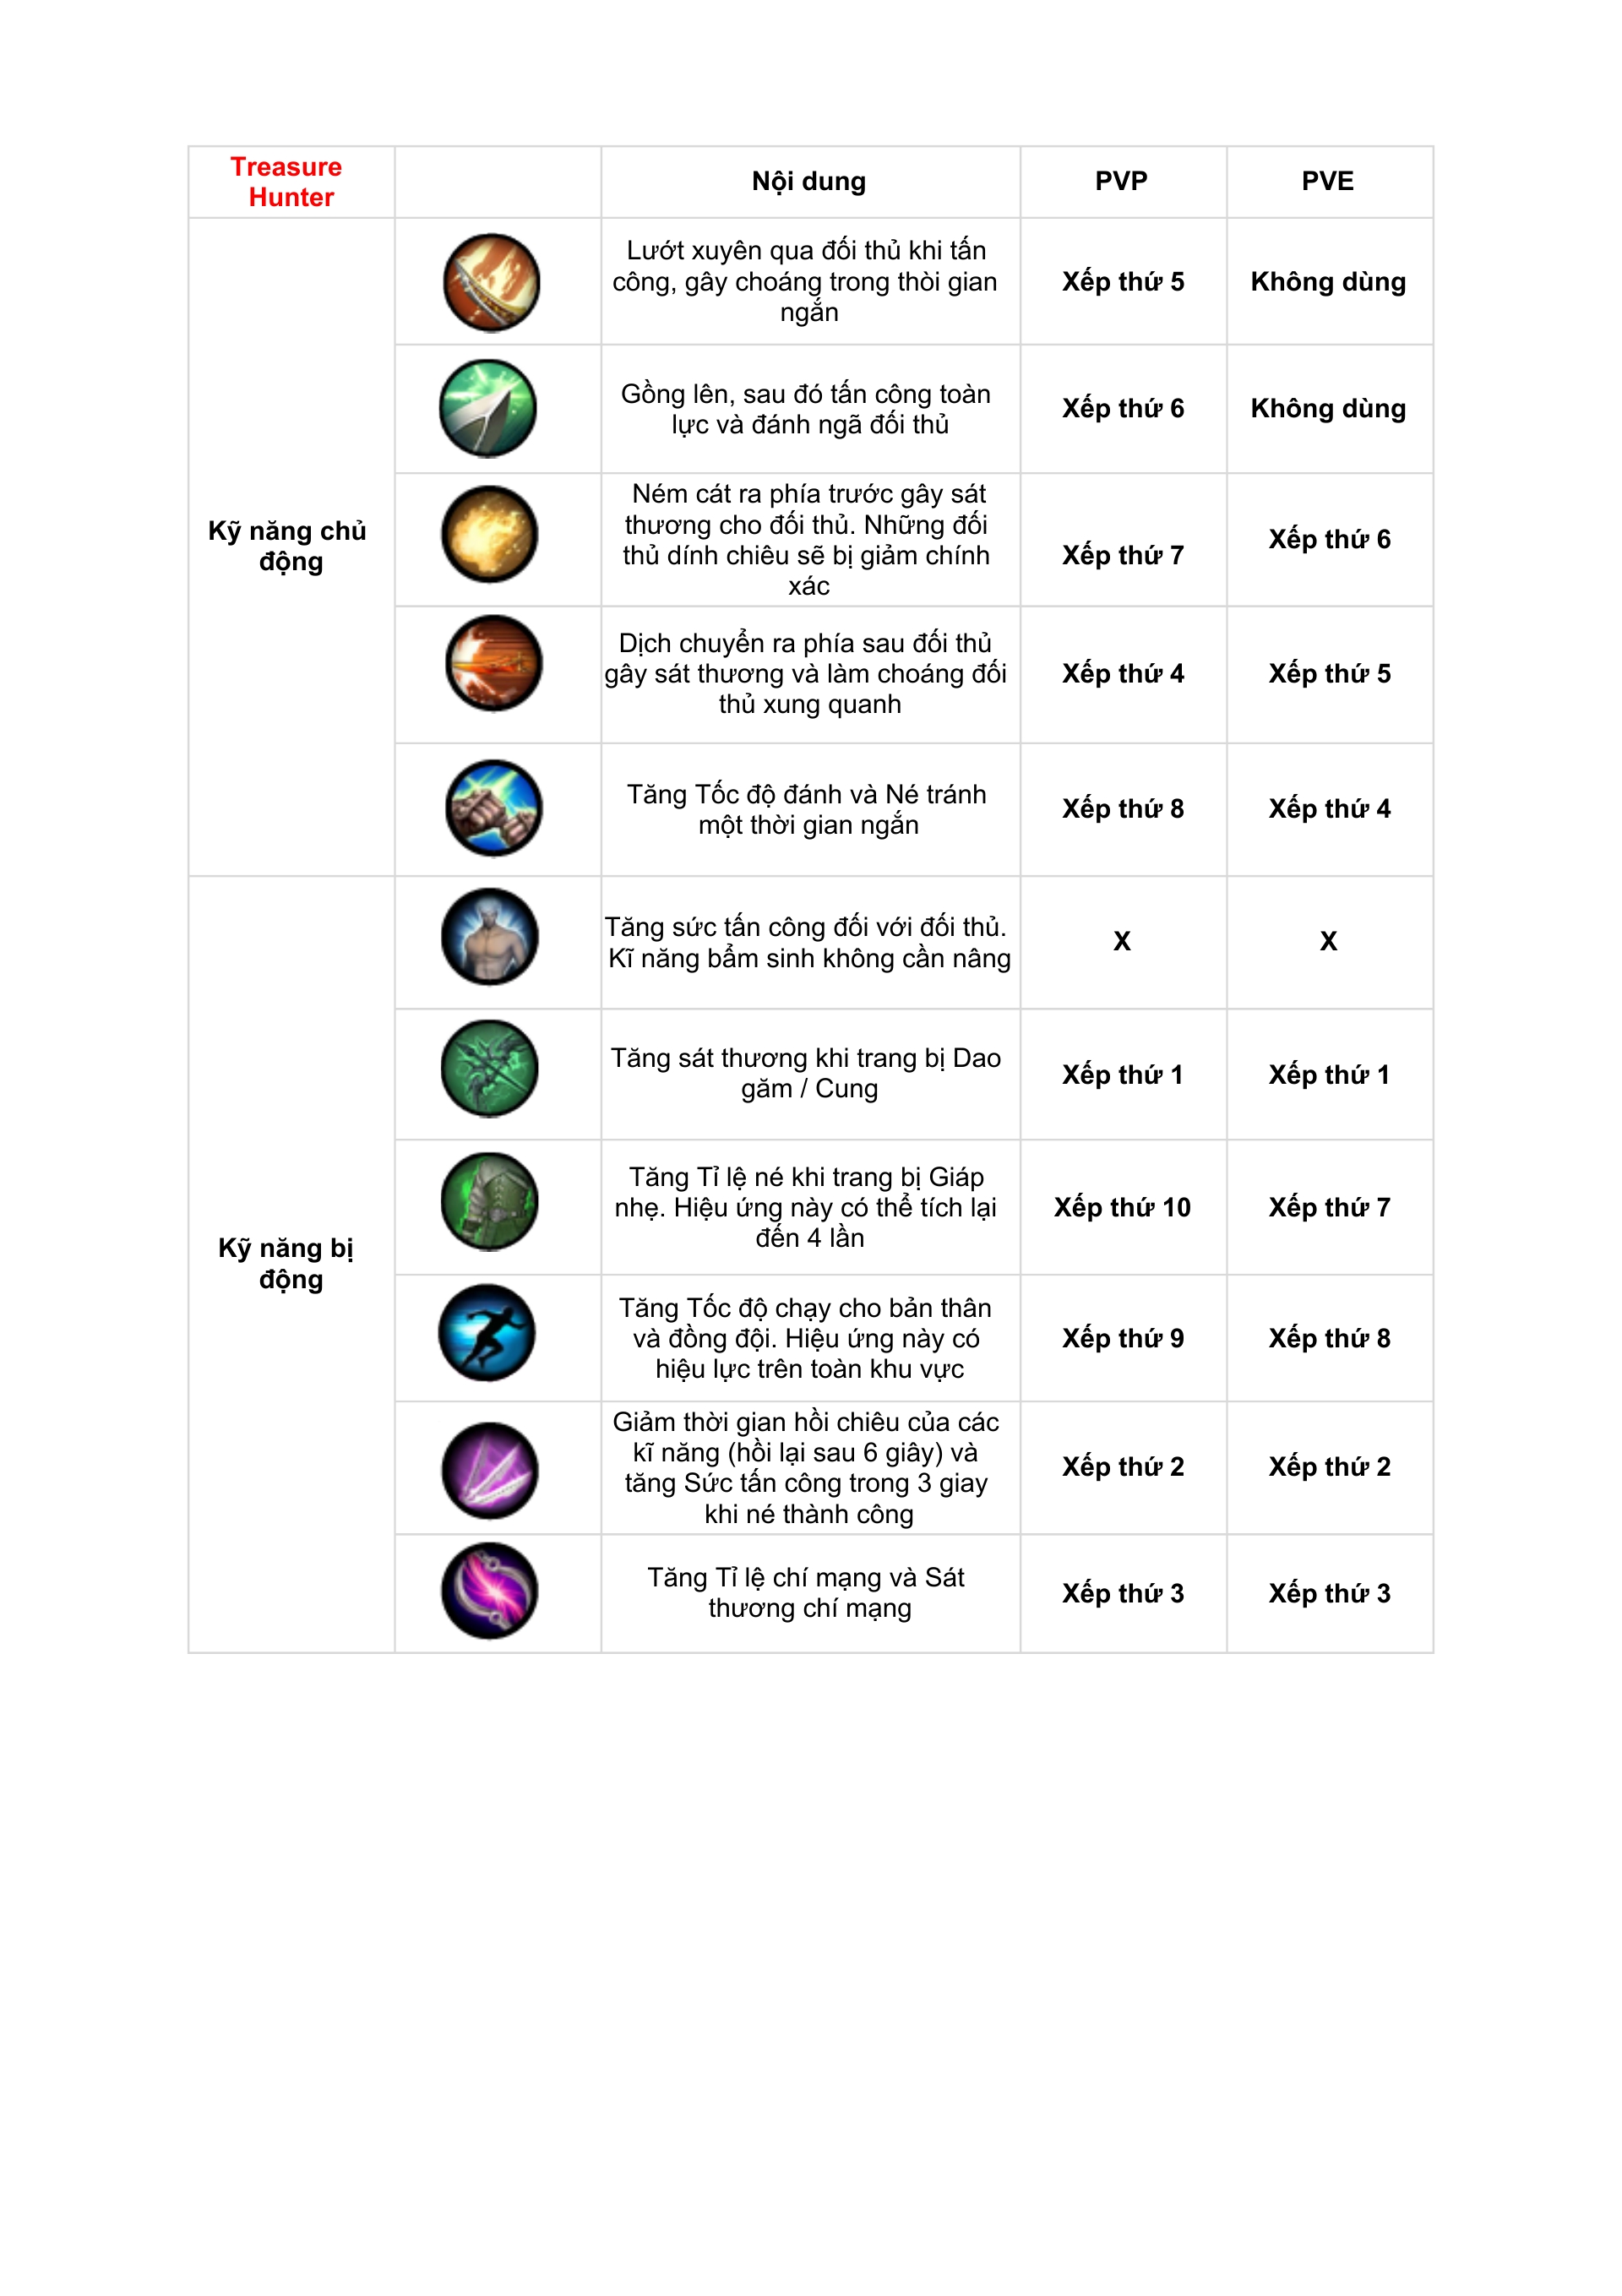 Treasure
Hunter
Nội dung
PVP
PVE
Kỹ năng chủ
động
Lướt xuyên qua đối thủ khi tấn
công, gây choáng trong thòi gian
ngắn
Xếp thứ 5
Không dùng
Gồng lên, sau đó tấn công toàn
lực và đánh ngã đối thủ
Xếp thứ 6
Không dùng
Ném cát ra phía trước gây sát
thương cho đối thủ. Những đối
thủ dính chiêu sẽ bị giảm chính
xác
Xếp thứ 7
Xếp thứ 6
Dịch chuyển ra phía sau đối thủ
gây sát thương và làm choáng đối
thủ xung quanh
Xếp thứ 4
Xếp thứ 5
Tăng Tốc độ đánh và Né tránh
một thời gian ngắn
Xếp thứ 8
Xếp thứ 4
Kỹ năng bị
động
Tăng sức tấn công đối với đối thủ.
Kĩ năng bẩm sinh không cần nâng
X
X
Tăng sát thương khi trang bị Dao
găm / Cung
Xếp thứ 1
Xếp thứ 1
Tăng Tỉ lệ né khi trang bị Giáp
nhẹ. Hiệu ứng này có thể tích lại
đến 4 lần
Xếp thứ 10
Xếp thứ 7
Tăng Tốc độ chạy cho bản thân
và đồng đội. Hiệu ứng này có
hiệu lực trên toàn khu vực
Xếp thứ 9
Xếp thứ 8
Giảm thời gian hồi chiêu của các
kĩ năng (hồi lại sau 6 giây) và
tăng Sức tấn công trong 3 giay
khi né thành công
Xếp thứ 2
Xếp thứ 2
Tăng Tỉ lệ chí mạng và Sát
thương chí mạng
Xếp thứ 3
Xếp thứ 3